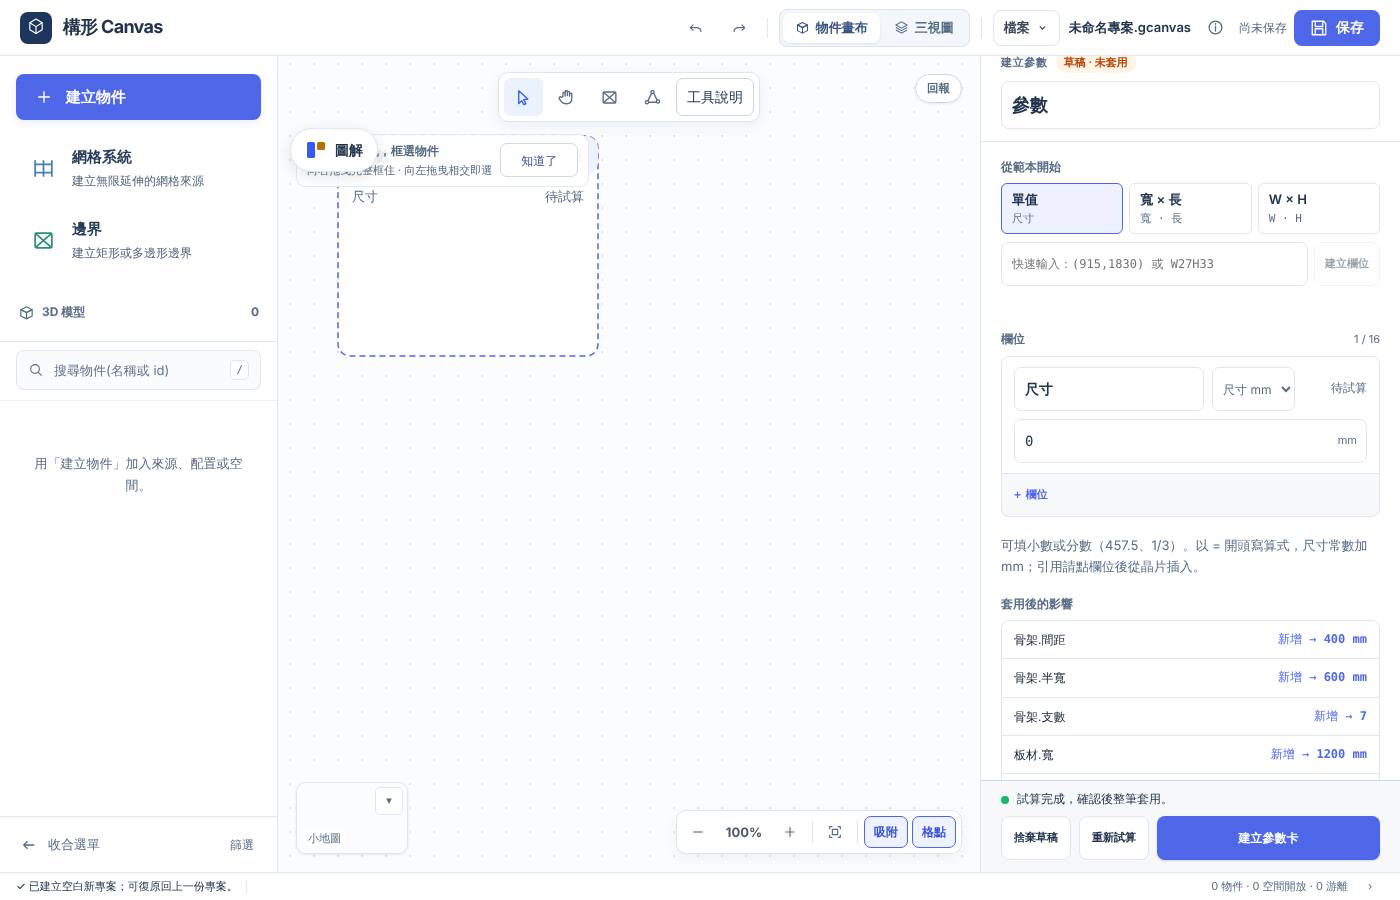 構形 Canvas
物件畫布
三視圖
檔案
未命名專案.gcanvas
尚未保存
保存
建立物件
網格系統
建立無限延伸的網格來源
邊界
建立矩形或多邊形邊界
3D 模型
0
搜尋物件(名稱或 id)
/
用「建立物件」加入來源、配置或空
間。
收合選單
篩選
工具說明
回報
圖解
，框選物件
完整框住 · 向左拖曳相交即選
知道了
尺寸
待試算
小地圖
100%
吸附
格點
建立參數
草稿 · 未套用
參數
從範本開始
單值
尺寸
寬 × 長
寬 · 長
W × H
W · H
快速輸入：(915,1830) 或 W27H33
建立欄位
欄位
1 / 16
尺寸
尺寸 mm
待試算
0
mm
+ 欄位
可填小數或分數（457.5、1/3）。以 = 開頭寫算式，尺寸常數加
mm；引用請點欄位後從晶片插入。
套用後的影響
骨架.間距
新增 → 400 mm
骨架.半寬
新增 → 600 mm
骨架.支數
新增 → 7
板材.寬
新增 → 1200 mm
試算完成，確認後整筆套用。
捨棄草稿
重新試算
建立參數卡
✓ 已建立空白新專案；可復原回上一份專案。
0 物件 · 0 空間開放 · 0 游離